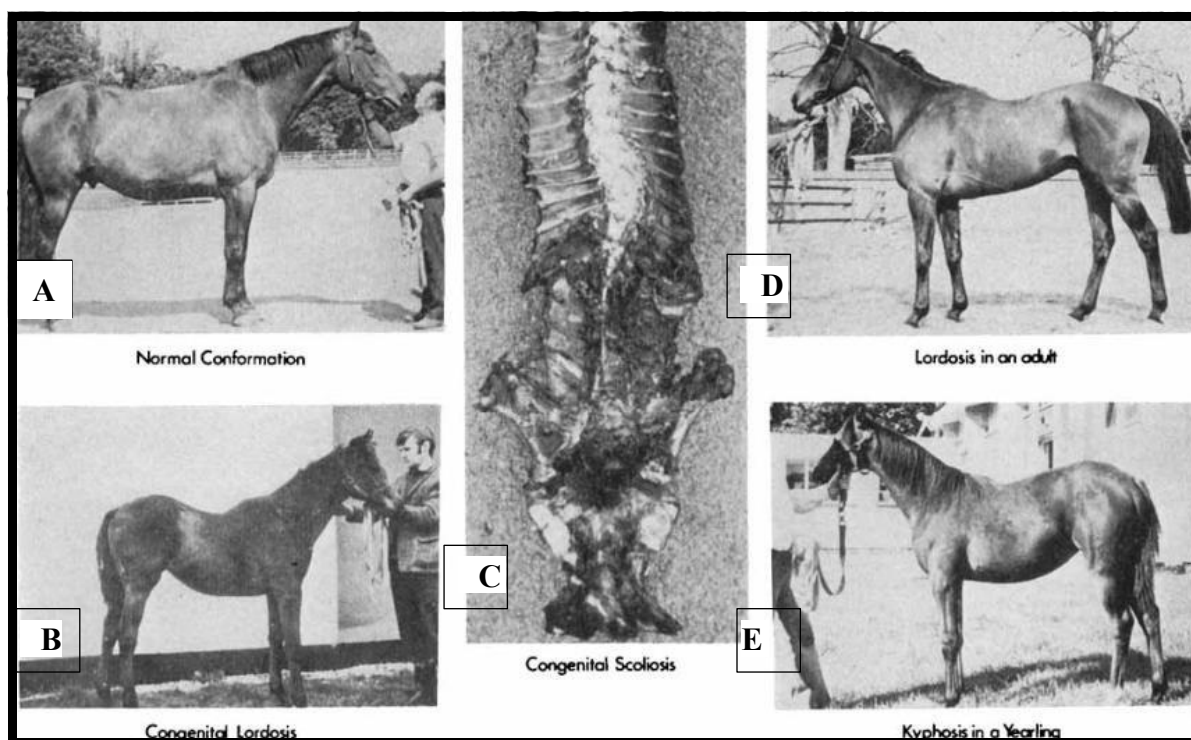 A
Normal Conformation
B
Congenital Lordosis
C
Congenital Scoliosis
D
Lordosis in an adult
E
Kyphosis in a Yearling